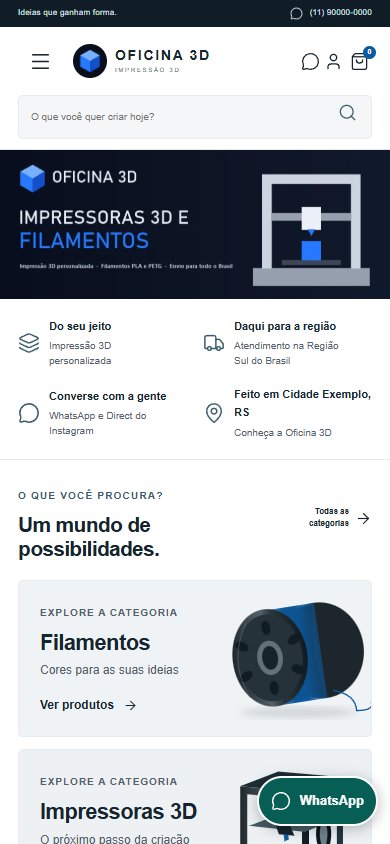 Ideias que ganham forma.
(11) 90000-0000
OFICINA 3D
IMPRESSÃO 3D
0
O que você quer criar hoje?
OFICINA 3D
IMPRESSORAS 3D E
FILAMENTOS
Impressão 3D personalizada · Filamentos PLA e PETG · Envio para todo o Brasil
Do seu jeito
Impressão 3D
personalizada
Daqui para a região
Atendimento na Região
Sul do Brasil
Converse com a gente
WhatsApp e Direct do
Instagram
Feito em Cidade Exemplo,
RS
Conheça a Oficina 3D
O QUE VOCÊ PROCURA?
Um mundo de
possibilidades.
Todas as
categorias
EXPLORE A CATEGORIA
Filamentos
Cores para as suas ideias
Ver produtos
EXPLORE A CATEGORIA
Impressoras 3D
O próximo passo da criação
WhatsApp